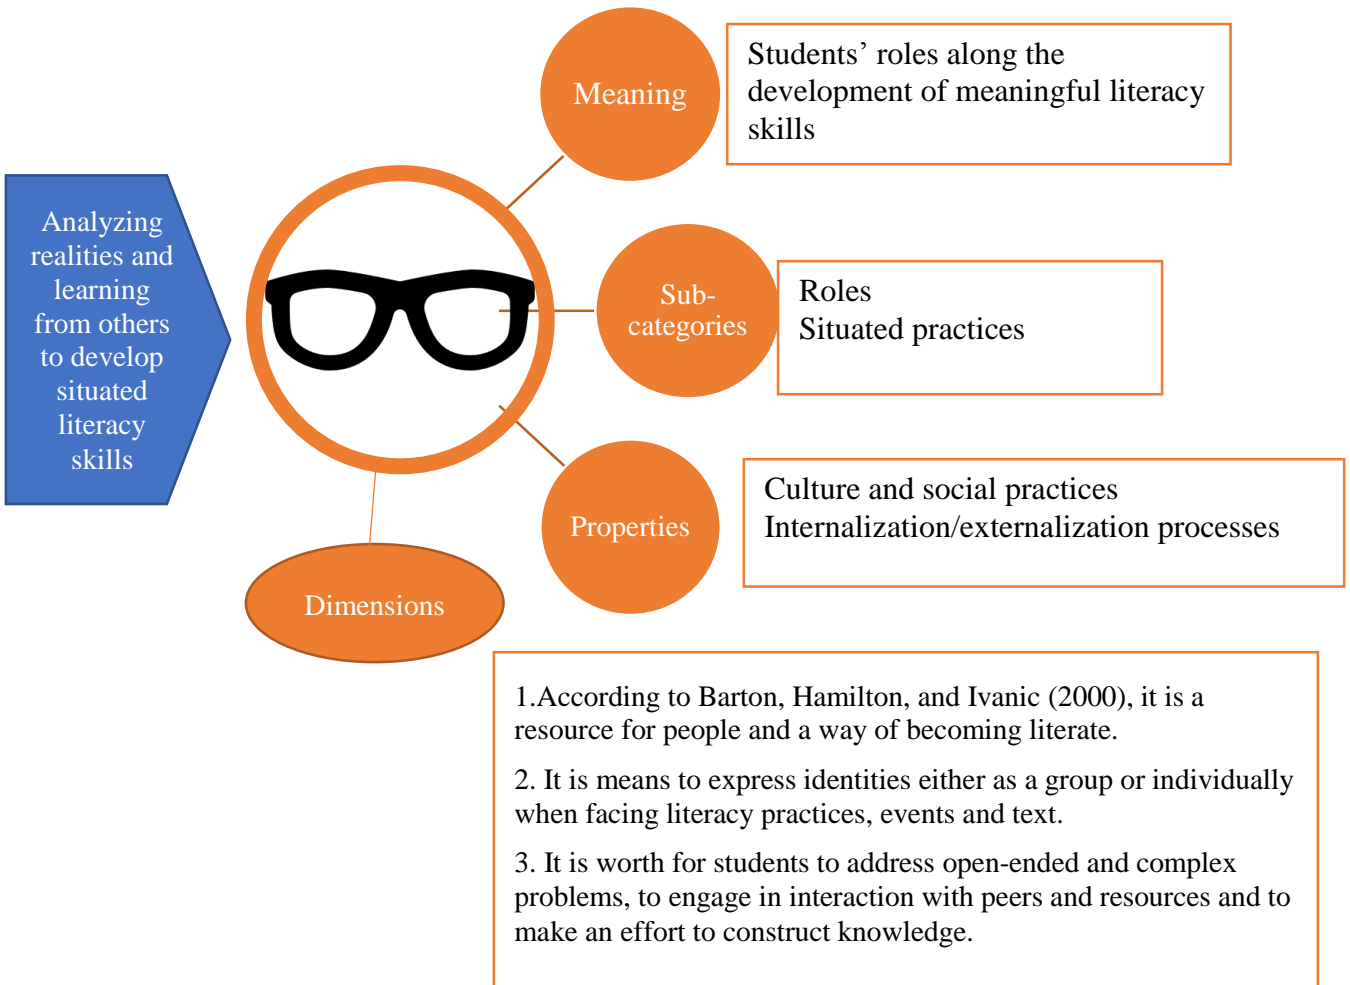 Analyzing
realities and
learning
from others
to develop
situated
literacy
skills
Meaning
Students’ roles along the
development of meaningful literacy
skills
Sub-
categories
Roles
Situated practices
Properties
Culture and social practices
Internalization/externalization processes
Dimensions
1.According to Barton, Hamilton, and Ivanic (2000), it is a
resource for people and a way of becoming literate.
2. It is means to express identities either as a group or individually
when facing literacy practices, events and text.
3. It is worth for students to address open-ended and complex
problems, to engage in interaction with peers and resources and to
make an effort to construct knowledge.